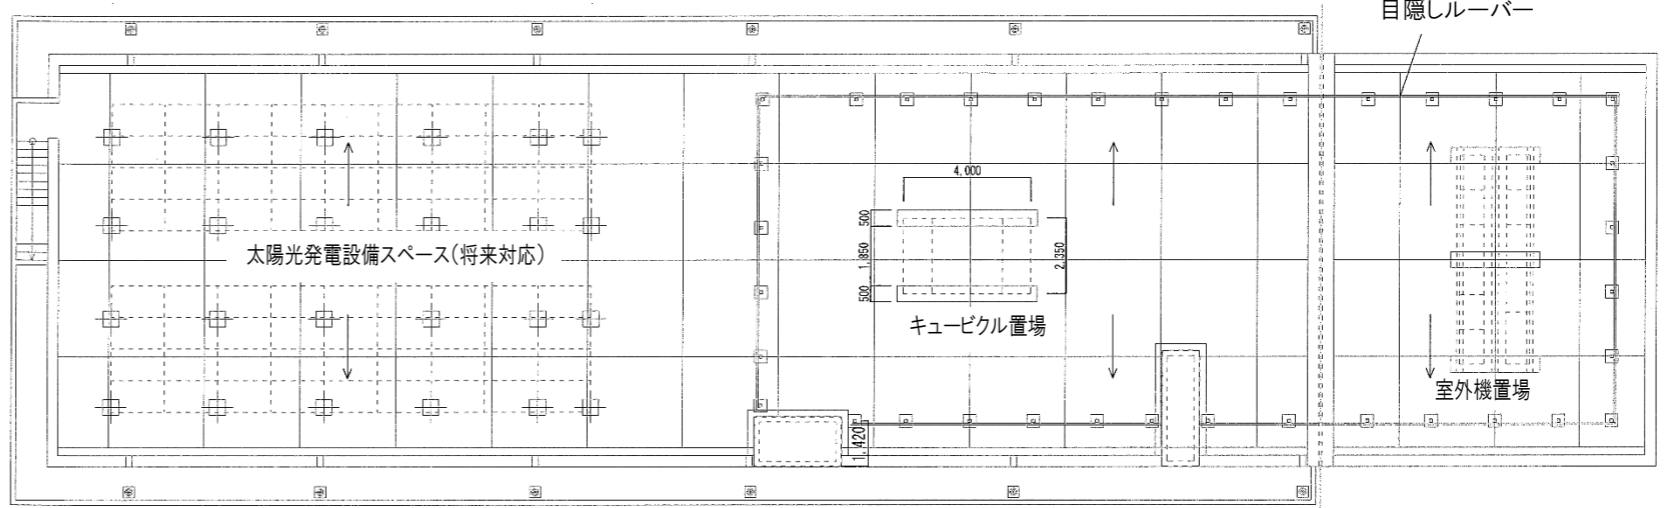 目隠しルーバー
4,000
500
1,850
2,350
500
太陽光発電設備スペース(将来対応)
キュービクル置場
室外機置場
1,420